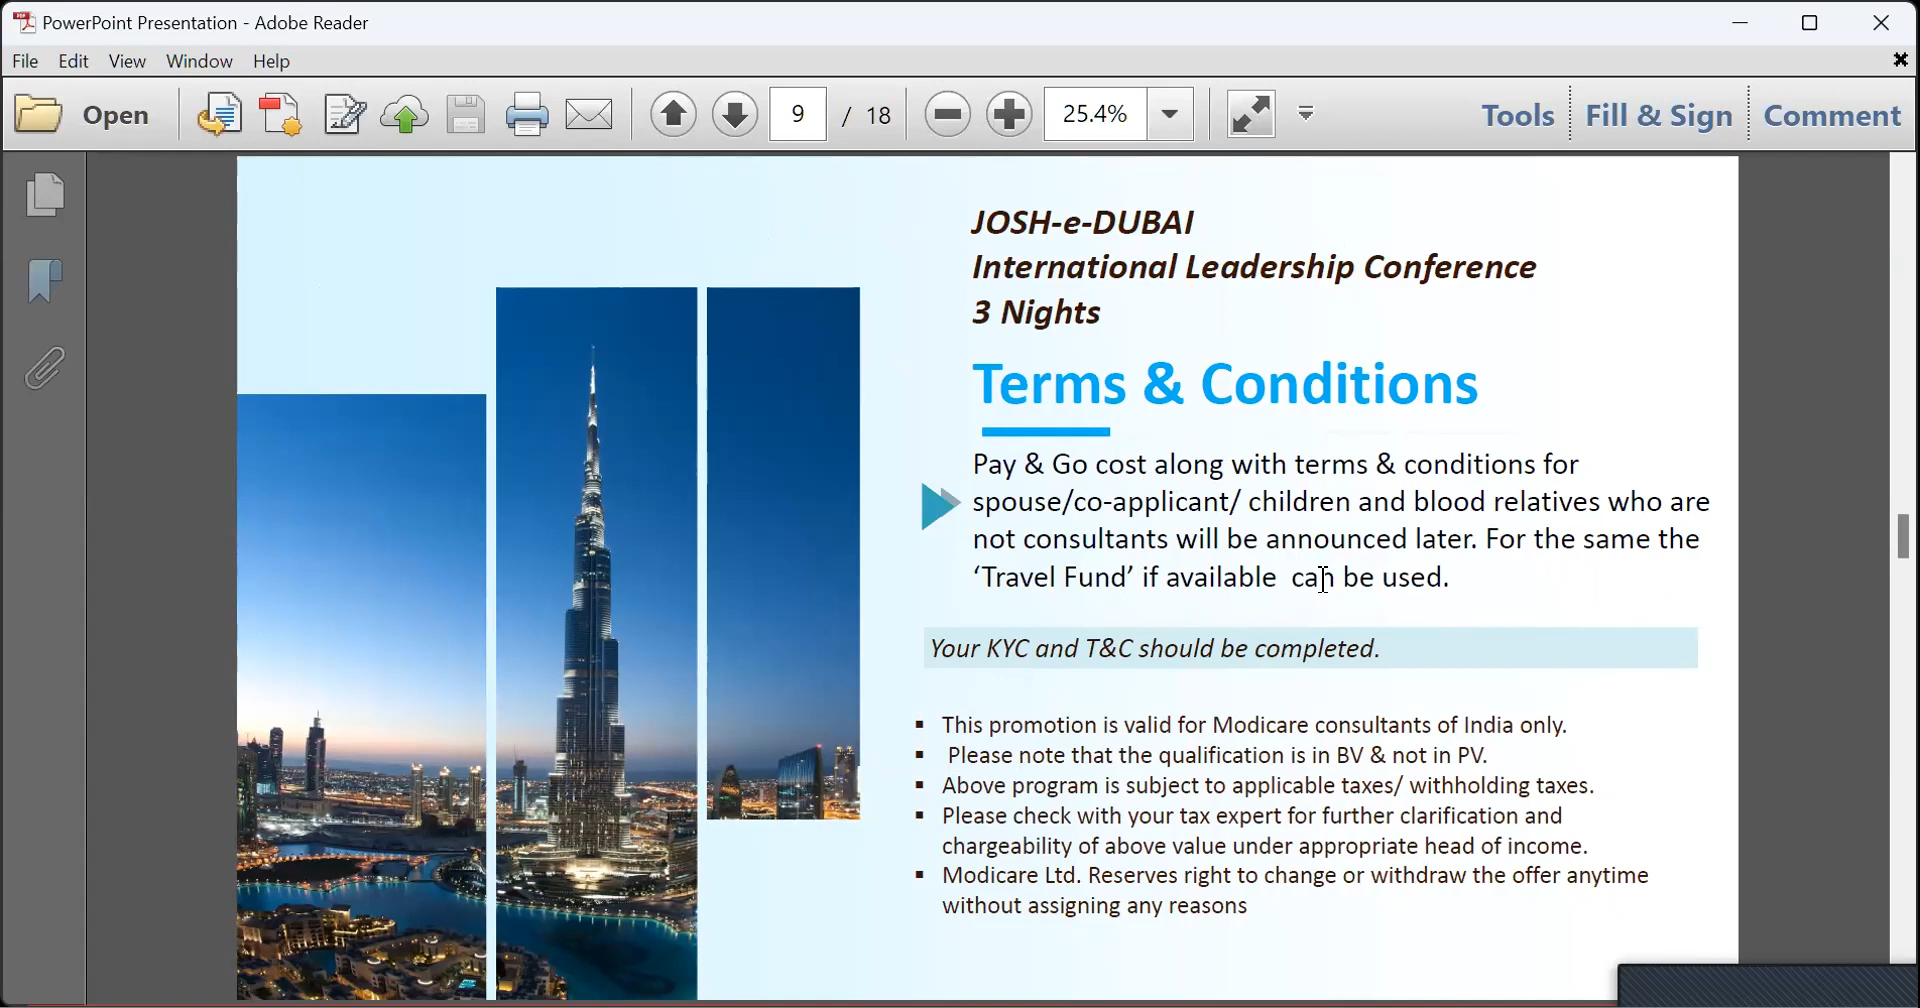 PowerPoint Presentation - Adobe Reader
File Edit View Window Help
Open 9 / 18 25.4% Tools Fill & Sign Comment
JOSH-e-DUBAI
International Leadership Conference
3 Nights
Terms & Conditions
Pay & Go cost along with terms & conditions for
spouse/co-applicant/ children and blood relatives who are
not consultants will be announced later. For the same the
‘Travel Fund’ if available can be used.
Your KYC and T&C should be completed.
▪ This promotion is valid for Modicare consultants of India only.
▪ Please note that the qualification is in BV & not in PV.
▪ Above program is subject to applicable taxes/ withholding taxes.
▪ Please check with your tax expert for further clarification and
chargeability of above value under appropriate head of income.
▪ Modicare Ltd. Reserves right to change or withdraw the offer anytime
without assigning any reasons